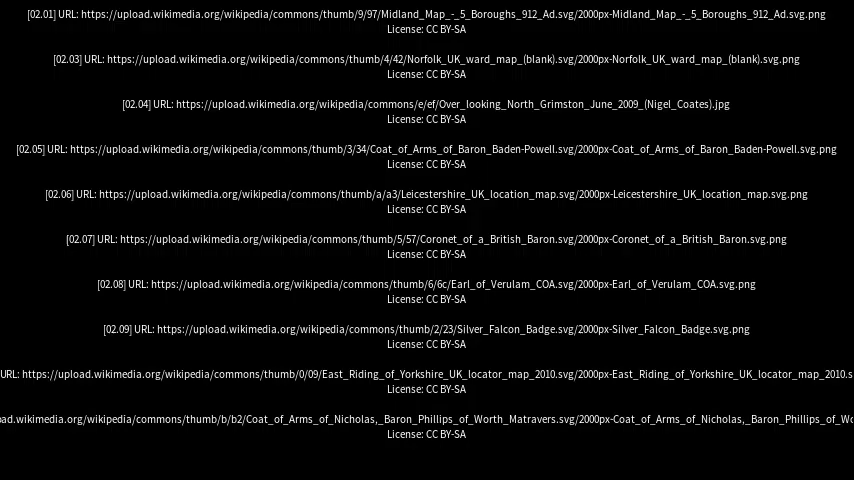 [02.01] URL: https://upload.wikimedia.org/wikipedia/commons/thumb/9/97/Midland_Map_-_5_Boroughs_912_Ad.svg/2000px-Midland_Map_-_5_Boroughs_912_Ad.svg.png
License: CC BY-SA
[02.03] URL: https://upload.wikimedia.org/wikipedia/commons/thumb/4/42/Norfolk_UK_ward_map_(blank).svg/2000px-Norfolk_UK_ward_map_(blank).svg.png
License: CC BY-SA
[02.04] URL: https://upload.wikimedia.org/wikipedia/commons/e/ef/Over_looking_North_Grimston_June_2009_(Nigel_Coates).jpg
License: CC BY-SA
[02.05] URL: https://upload.wikimedia.org/wikipedia/commons/thumb/3/34/Coat_of_Arms_of_Baron_Baden-Powell.svg/2000px-Coat_of_Arms_of_Baron_Baden-Powell.svg.png
License: CC BY-SA
[02.06] URL: https://upload.wikimedia.org/wikipedia/commons/thumb/a/a3/Leicestershire_UK_location_map.svg/2000px-Leicestershire_UK_location_map.svg.png
License: CC BY-SA
[02.07] URL: https://upload.wikimedia.org/wikipedia/commons/thumb/5/57/Coronet_of_a_British_Baron.svg/2000px-Coronet_of_a_British_Baron.svg.png
License: CC BY-SA
[02.08] URL: https://upload.wikimedia.org/wikipedia/commons/thumb/6/6c/Earl_of_Verulam_COA.svg/2000px-Earl_of_Verulam_COA.svg.png
License: CC BY-SA
[02.09] URL: https://upload.wikimedia.org/wikipedia/commons/thumb/2/23/Silver_Falcon_Badge.svg/2000px-Silver_Falcon_Badge.svg.png
License: CC BY-SA
URL: https://upload.wikimedia.org/wikipedia/commons/thumb/0/09/East_Riding_of_Yorkshire_UK_locator_map_2010.svg/2000px-East_Riding_of_Yorkshire_UK_locator_map_2010.s
License: CC BY-SA
oad.wikimedia.org/wikipedia/commons/thumb/b/b2/Coat_of_Arms_of_Nicholas,_Baron_Phillips_of_Worth_Matravers.svg/2000px-Coat_of_Arms_of_Nicholas,_Baron_Phillips_of_Wo
License: CC BY-SA